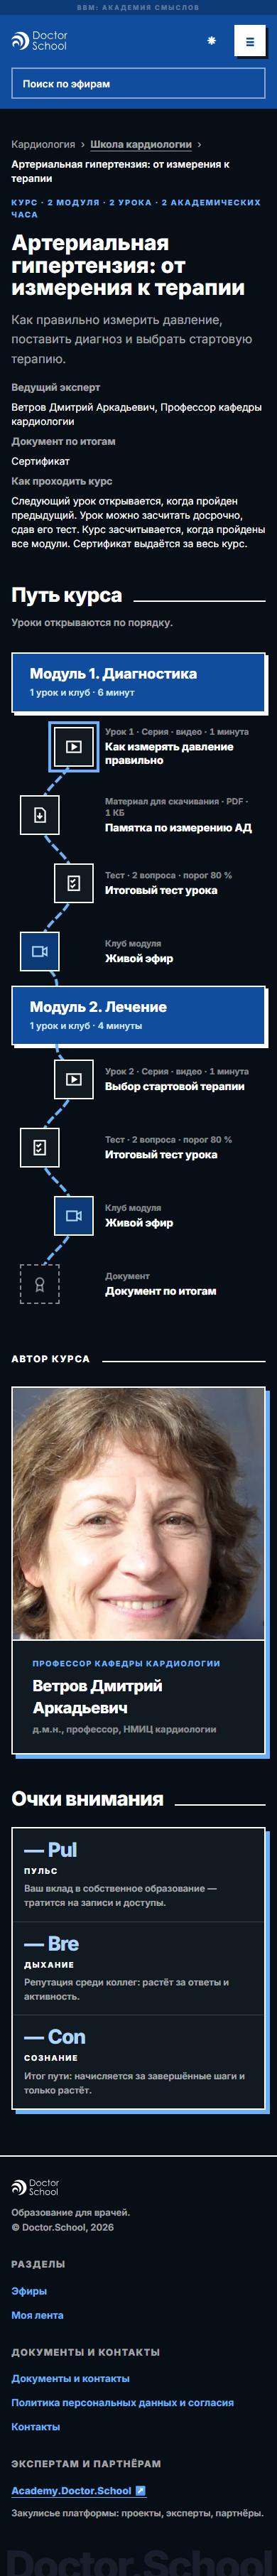 ВВМ: АКАДЕМИЯ СМЫСЛОВ
Doctor
School
Поиск по эфирам
Кардиология › Школа кардиологии ›
Артериальная гипертензия: от измерения к
терапии
КУРС · 2 МОДУЛЯ · 2 УРОКА · 2 АКАДЕМИЧЕСКИХ
ЧАСА
Артериальная
гипертензия: от
измерения к терапии
Как правильно измерить давление,
поставить диагноз и выбрать стартовую
терапию.
Ведущий эксперт
Ветров Дмитрий Аркадьевич, Профессор кафедры
кардиологии
Документ по итогам
Сертификат
Как проходить курс
Следующий урок открывается, когда пройден
предыдущий. Урок можно засчитать досрочно,
сдав его тест. Курс засчитывается, когда пройдены
все модули. Сертификат выдаётся за весь курс.
Путь курса
Уроки открываются по порядку.
Модуль 1. Диагностика
1 урок и клуб · 6 минут
Урок 1 · Серия · видео · 1 минута
Как измерять давление
правильно
Материал для скачивания · PDF ·
1 КБ
Памятка по измерению АД
Тест · 2 вопроса · порог 80 %
Итоговый тест урока
Клуб модуля
Живой эфир
Модуль 2. Лечение
1 урок и клуб · 4 минуты
Урок 2 · Серия · видео · 1 минута
Выбор стартовой терапии
Тест · 2 вопроса · порог 80 %
Итоговый тест урока
Клуб модуля
Живой эфир
Документ
Документ по итогам
АВТОР КУРСА
ПРОФЕССОР КАФЕДРЫ КАРДИОЛОГИИ
Ветров Дмитрий
Аркадьевич
д.м.н., профессор, НМИЦ кардиологии
Очки внимания
— Pul
ПУЛЬС
Ваш вклад в собственное образование —
тратится на записи и доступы.
— Bre
ДЫХАНИЕ
Репутация среди коллег: растёт за ответы и
активность.
— Con
СОЗНАНИЕ
Итог пути: начисляется за завершённые шаги и
только растёт.
Doctor
School
Образование для врачей.
© Doctor.School, 2026
РАЗДЕЛЫ
Эфиры
Моя лента
ДОКУМЕНТЫ И КОНТАКТЫ
Документы и контакты
Политика персональных данных и согласия
Контакты
ЭКСПЕРТАМ И ПАРТНЁРАМ
Academy.Doctor.School ↗
Закулисье платформы: проекты, эксперты, партнёры.
Doctor.School